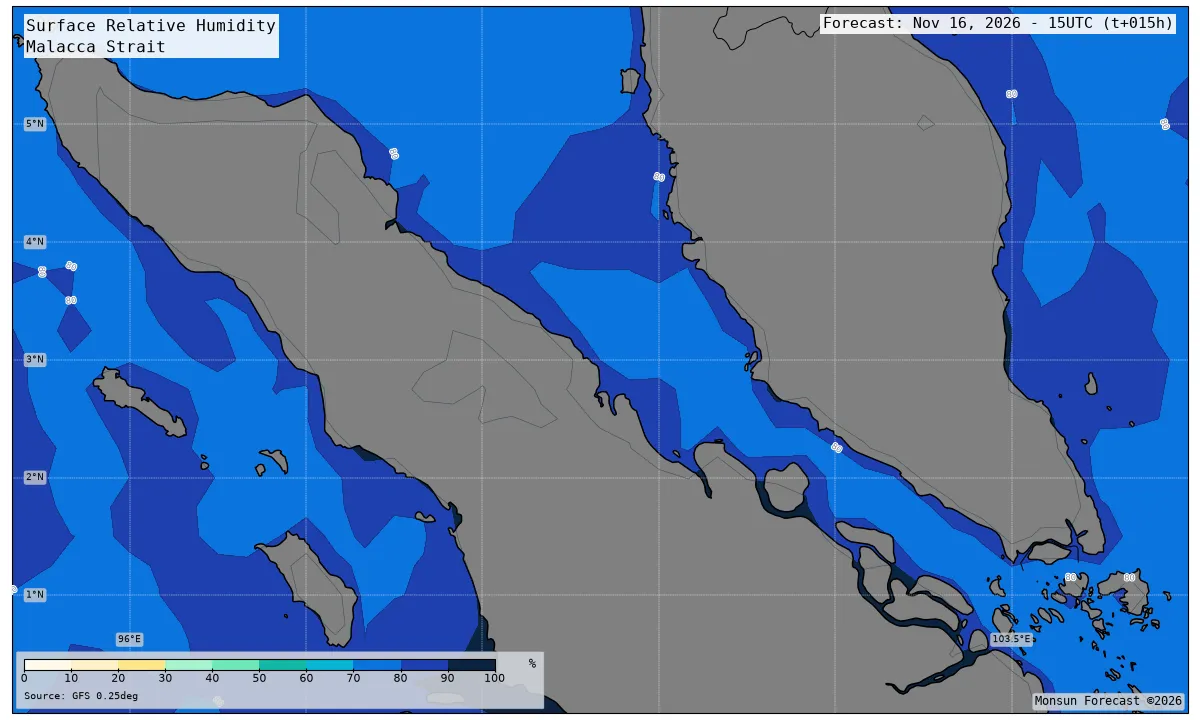 Surface Relative Humidity
Malacca Strait
Forecast: Nov 16, 2026 - 15UTC (t+015h)
80
80
5°N
80
80
4°N
80
80
80
3°N
80
2°N
80
80
1°N
96°E
103.5°E
%
0 10 20 30 40 50 60 70 80 90 100
Source: GFS 0.25deg
Monsun Forecast ©2026